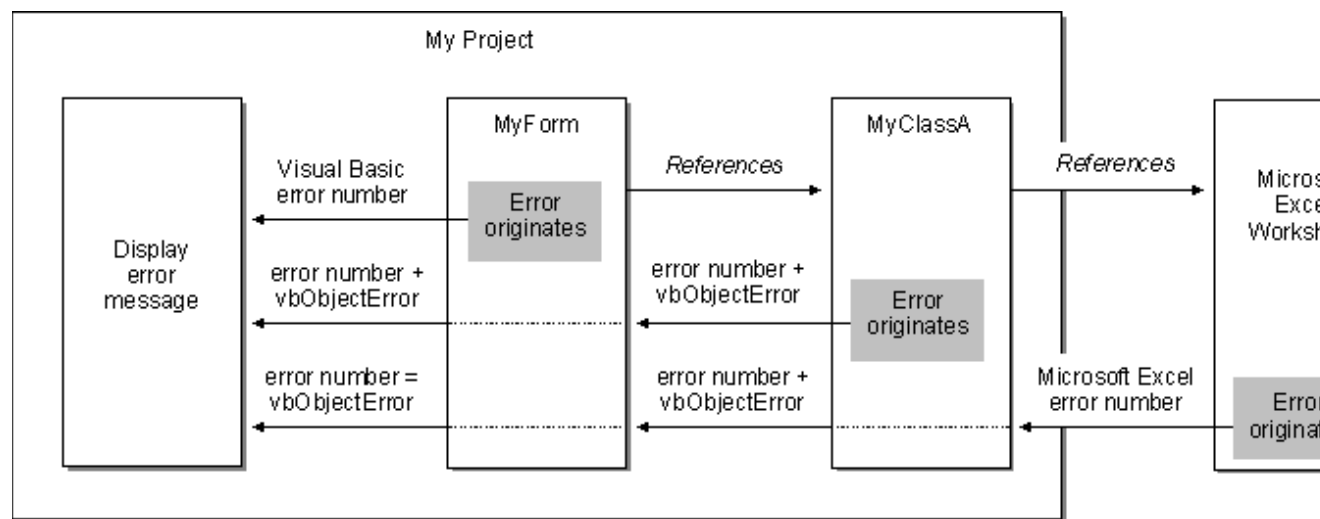 My Project
MyForm
MyClassA
Visual Basic
error number
References
References
Error
originates
Display
error
message
error number +
vbObjectError
error number +
vbObjectError
Error
originates
error number =
vbObjectError
error number +
vbObjectError
Microsoft Excel
error number